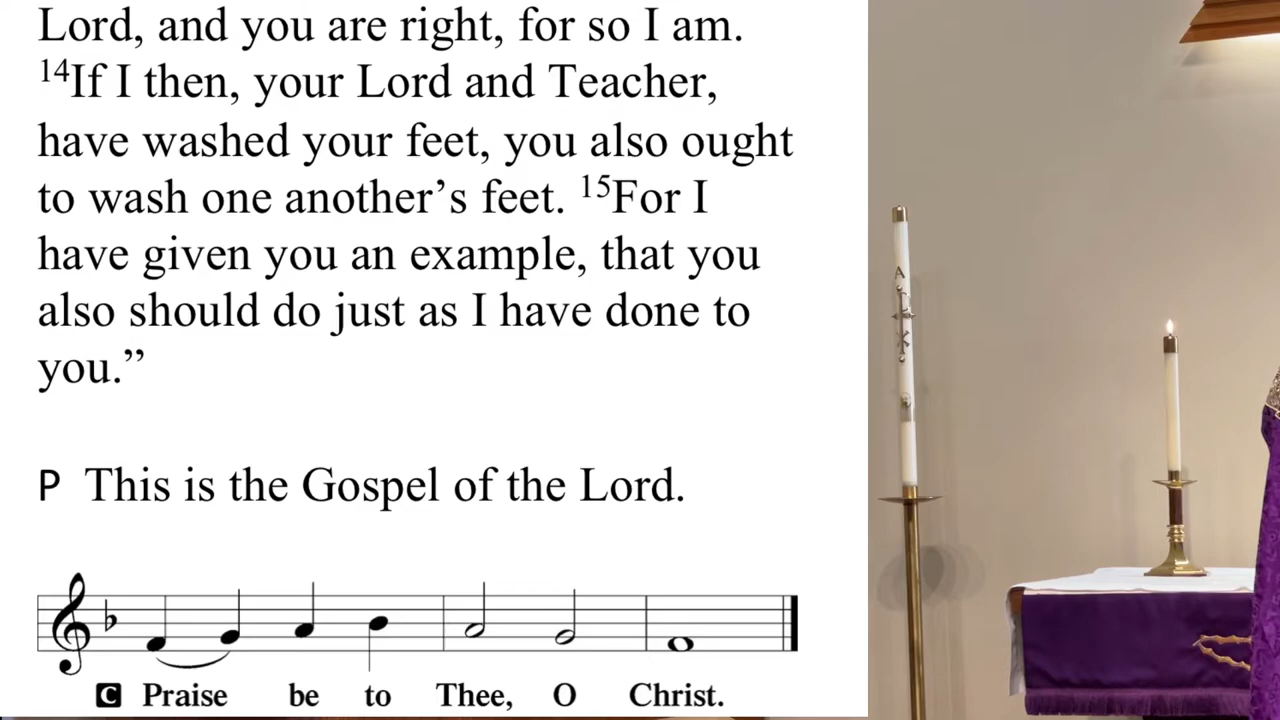 Lord, and you are right, for so I am.
¹⁴If I then, your Lord and Teacher,
have washed your feet, you also ought
to wash one another’s feet. ¹⁵For I
have given you an example, that you
also should do just as I have done to
you.”
P This is the Gospel of the Lord.
C Praise be to Thee, O Christ.